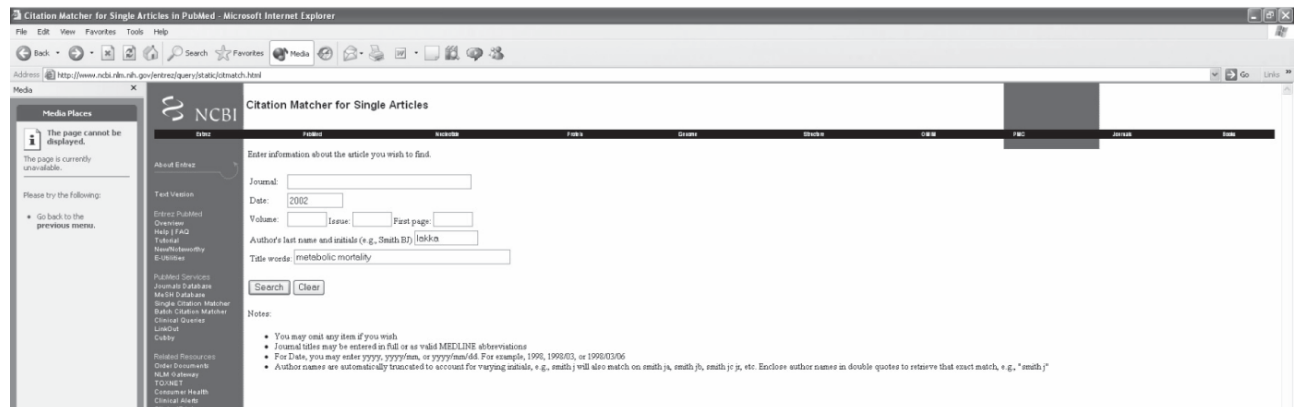 Citation Matcher for Single Articles in PubMed - Microsoft Internet Explorer
File Edit View Favorites Tools Help
Back Search Favorites Media
Address http://www.ncbi.nlm.nih.gov/entrez/query/static/citmatch.html Go Links
Media
Media Places
The page cannot be
displayed.
The page is currently
unavailable.
Please try the following:
Go back to the
previous menu.
NCBI
Citation Matcher for Single Articles
Entrez PubMed Nucleotide Protein Genome Structure OMIM PMC Journals Books
About Entrez
Text Version
Entrez PubMed
Overview
Help | FAQ
Tutorial
New/Noteworthy
E-Utilities
PubMed Services
Journals Database
MeSH Database
Single Citation Matcher
Batch Citation Matcher
Clinical Queries
LinkOut
Cubby
Related Resources
Order Documents
NLM Gateway
TOXNET
Consumer Health
Clinical Alerts
Enter information about the article you wish to find.
Journal:
Date: 2002
Volume: Issue: First page:
Author's last name and initials (e.g., Smith BJ) lakka
Title words: metabolic mortality
Search Clear
Notes:
You may omit any item if you wish
Journal titles may be entered in full or as valid MEDLINE abbreviations
For Date, you may enter yyyy, yyyy/mm, or yyyy/mm/dd. For example, 1998, 1998/03, or 1998/03/06
Author names are automatically truncated to account for varying initials, e.g., smith j will also match on smith ja, smith jb, smith jc jr, etc. Enclose author names in double quotes to retrieve that exact match, e.g., "smith j"